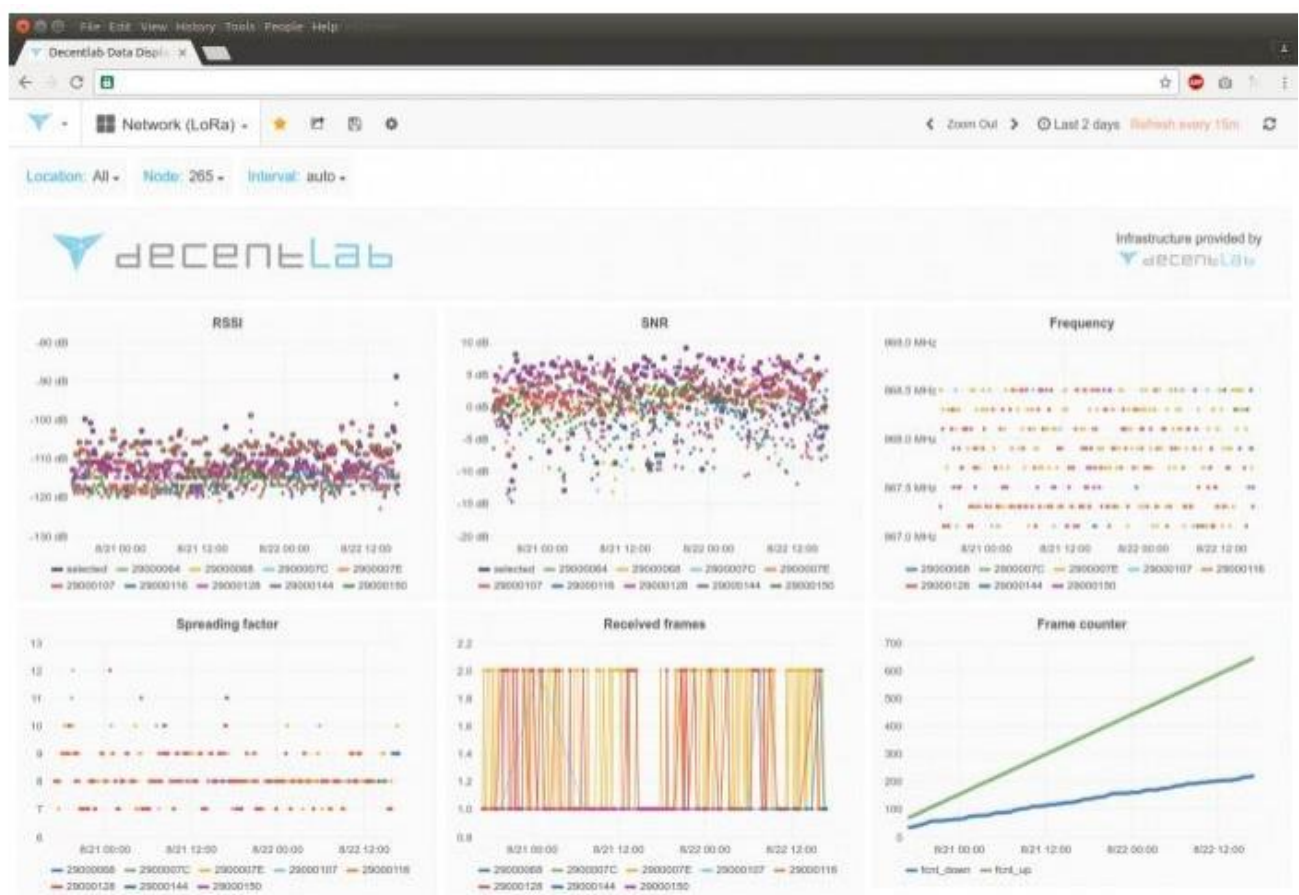 File Edit View History Tools People Help
Decentlab Data Displ
Network (LoRa)
Zoom Out Last 2 days Refresh every 15m
Location: All Node: 265 Interval: auto
decentlab
Infrastructure provided by
decentlab
RSSI
-80 dB
-90 dB
-100 dB
-110 dB
-120 dB
-130 dB
8/21 00:00 8/21 12:00 8/22 00:00 8/22 12:00
selected 29000064 29000068 2900007C 2900007E
29000107 29000116 29000128 29000144 29000150
SNR
10 dB
5 dB
0 dB
-5 dB
-10 dB
-15 dB
-20 dB
8/21 00:00 8/21 12:00 8/22 00:00 8/22 12:00
selected 29000064 29000068 2900007C 2900007E
29000107 29000116 29000128 29000144 29000150
Frequency
868.5 MHz
868.0 MHz
867.5 MHz
867.0 MHz
8/21 00:00 8/21 12:00 8/22 00:00 8/22 12:00
29000068 2900007C 2900007E 29000107 29000116
29000128 29000144 29000150
Spreading factor
13
12
11
10
9
8
7
6
8/21 00:00 8/21 12:00 8/22 00:00 8/22 12:00
29000068 2900007C 2900007E 29000107 29000116
29000128 29000144 29000150
Received frames
2.2
2.0
1.8
1.6
1.4
1.2
1.0
0.8
8/21 00:00 8/21 12:00 8/22 00:00 8/22 12:00
29000068 2900007C 2900007E 29000107 29000116
29000128 29000144 29000150
Frame counter
700
600
500
400
300
200
100
0
8/21 00:00 8/21 12:00 8/22 00:00 8/22 12:00
fcnt_down fcnt_up